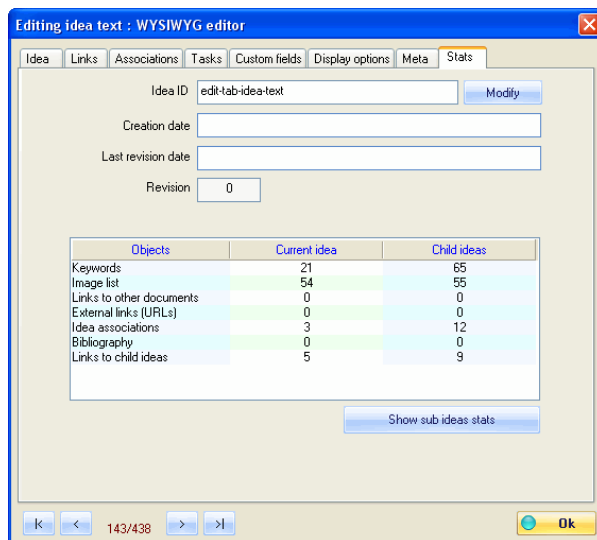 Editing idea text : WYSIWYG editor
Idea Links Associations Tasks Custom fields Display options Meta Stats
Idea ID edit-tab-idea-text Modify
Creation date
Last revision date
Revision 0
Objects Current idea Child ideas
Keywords 21 65
Image list 54 55
Links to other documents 0 0
External links (URLs) 0 0
Idea associations 3 12
Bibliography 0 0
Links to child ideas 5 9
Show sub ideas stats
143/438 Ok